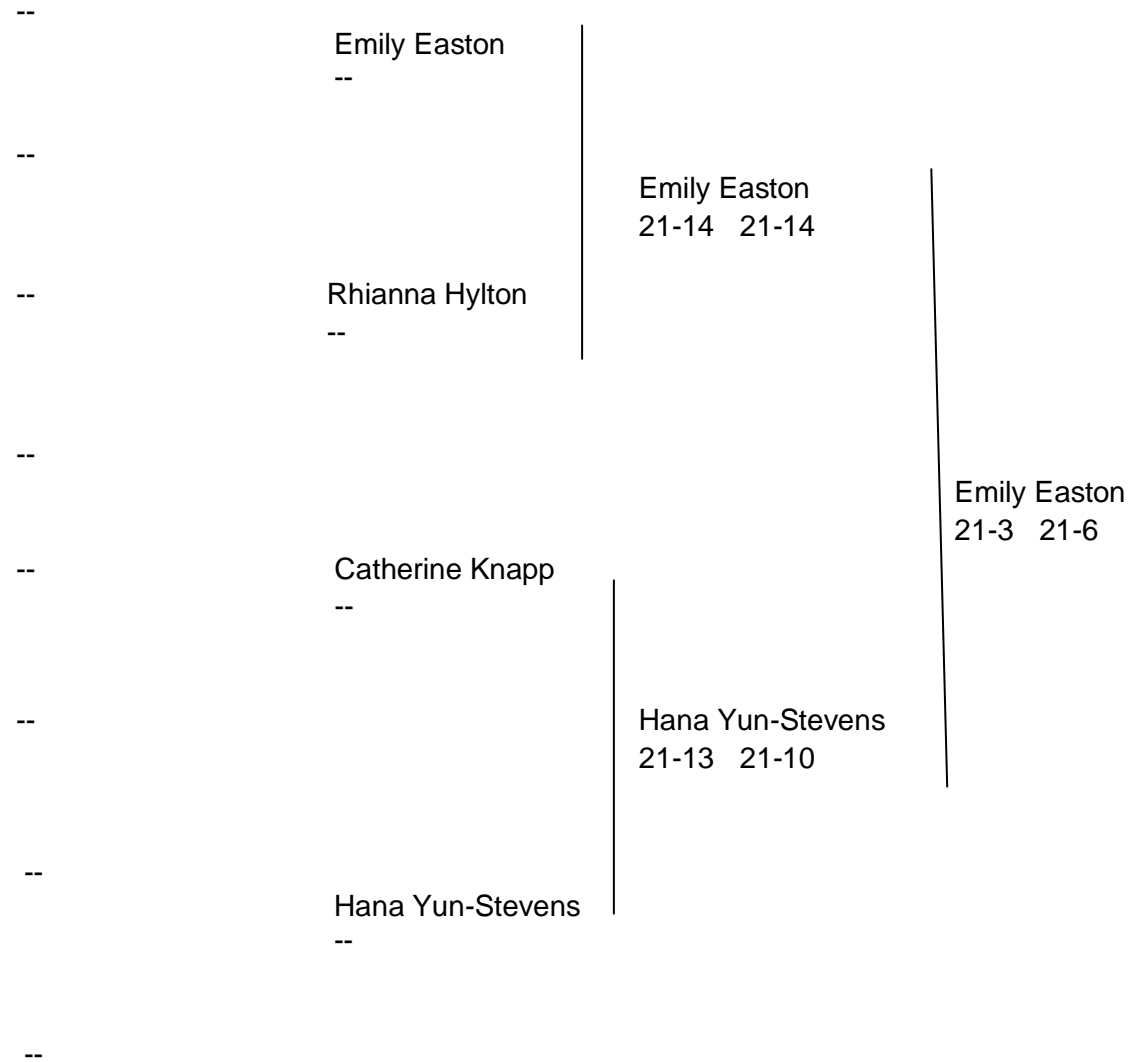 --
Emily Easton
--
--
Emily Easton
21-14   21-14
--
Rhianna Hylton
--
--
Emily Easton
21-3   21-6
--
Catherine Knapp
--
--
Hana Yun-Stevens
21-13   21-10
--
Hana Yun-Stevens
--
--